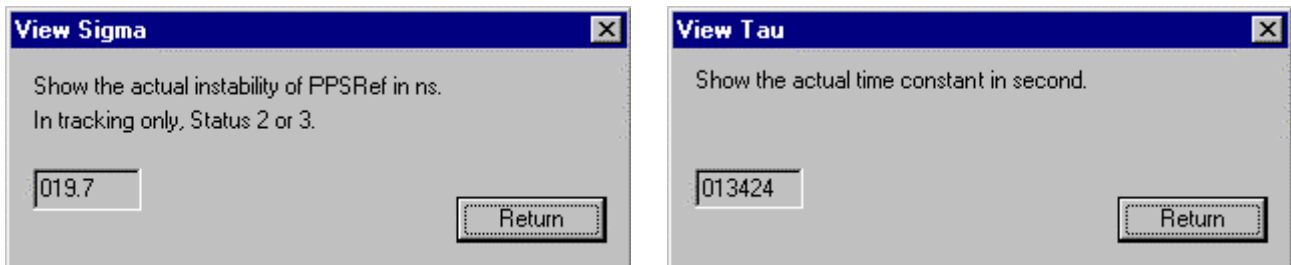 View Sigma
Show the actual instability of PPSRef in ns.
In tracking only, Status 2 or 3.
019.7
Return
View Tau
Show the actual time constant in second.
013424
Return